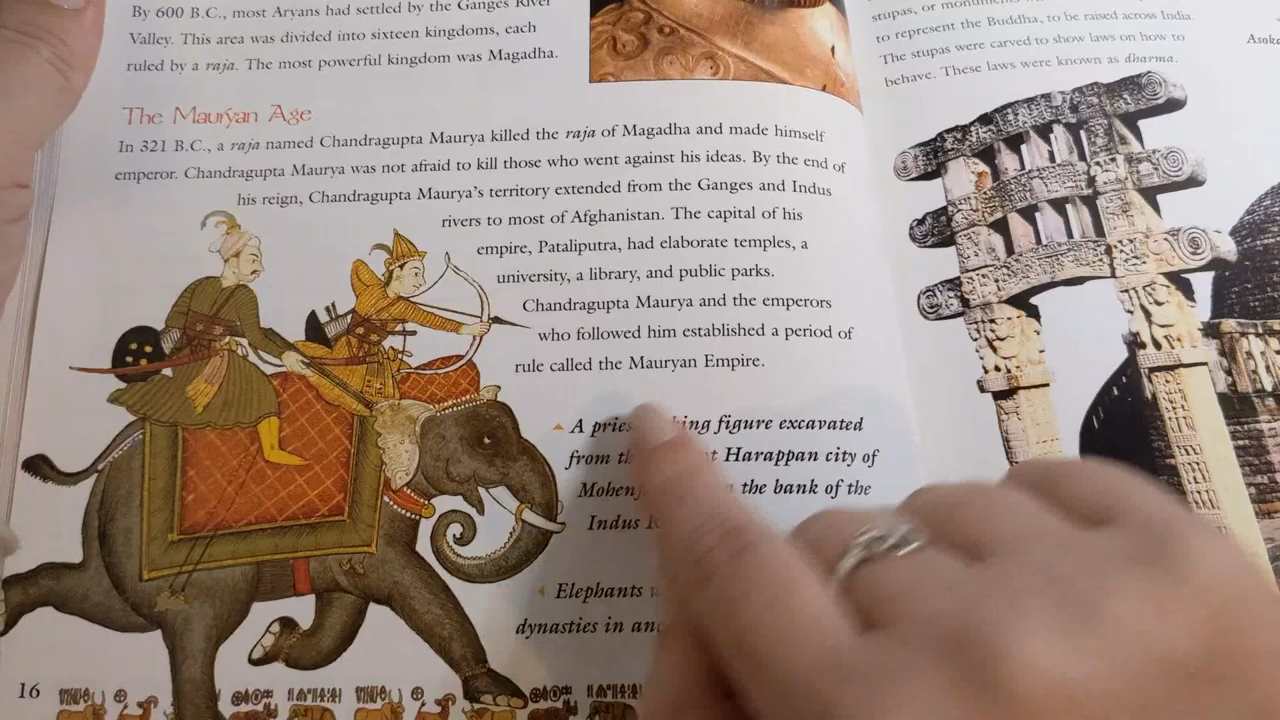 By 600 B.C., most Aryans had settled by the Ganges River
Valley. This area was divided into sixteen kingdoms, each
ruled by a raja. The most powerful kingdom was Magadha.
The Mauryan Age
In 321 B.C., a raja named Chandragupta Maurya killed the raja of Magadha and made himself
emperor. Chandragupta Maurya was not afraid to kill those who went against his ideas. By the end of
his reign, Chandragupta Maurya's territory extended from the Ganges and Indus
rivers to most of Afghanistan. The capital of his
empire, Pataliputra, had elaborate temples, a
university, a library, and public parks.
Chandragupta Maurya and the emperors
who followed him established a period of
rule called the Mauryan Empire.
A figure excavated
from Harappan city of
the bank of the
Indus
Elephants
dynasties in
16
stupas, or
to represent the Buddha, to be raised across India.
The stupas were carved to show laws on how to
behave. These laws were known as dharma.